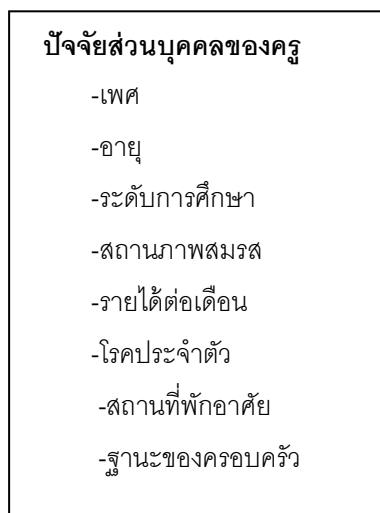 ปัจจัยส่วนบุคคลของครู
-เพศ
-อายุ
-ระดับการศึกษา
-สถานภาพสมรส
-รายได้ต่อเดือน
-โรคประจำตัว
-สถานที่พักอาศัย
-ฐานะของครอบครัว